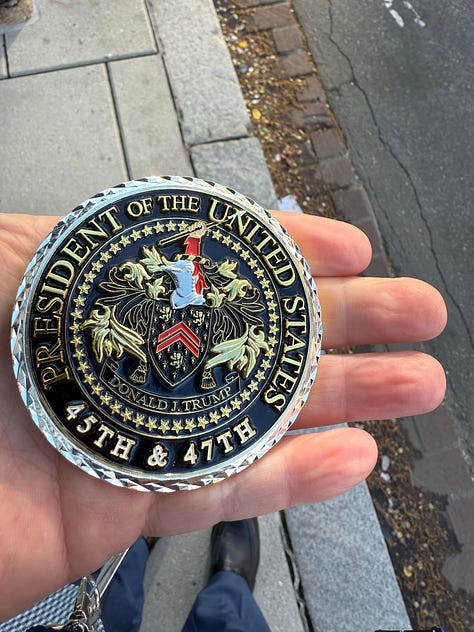 PRESIDENT OF THE UNITED STATES
DONALD J. TRUMP
45TH & 47TH